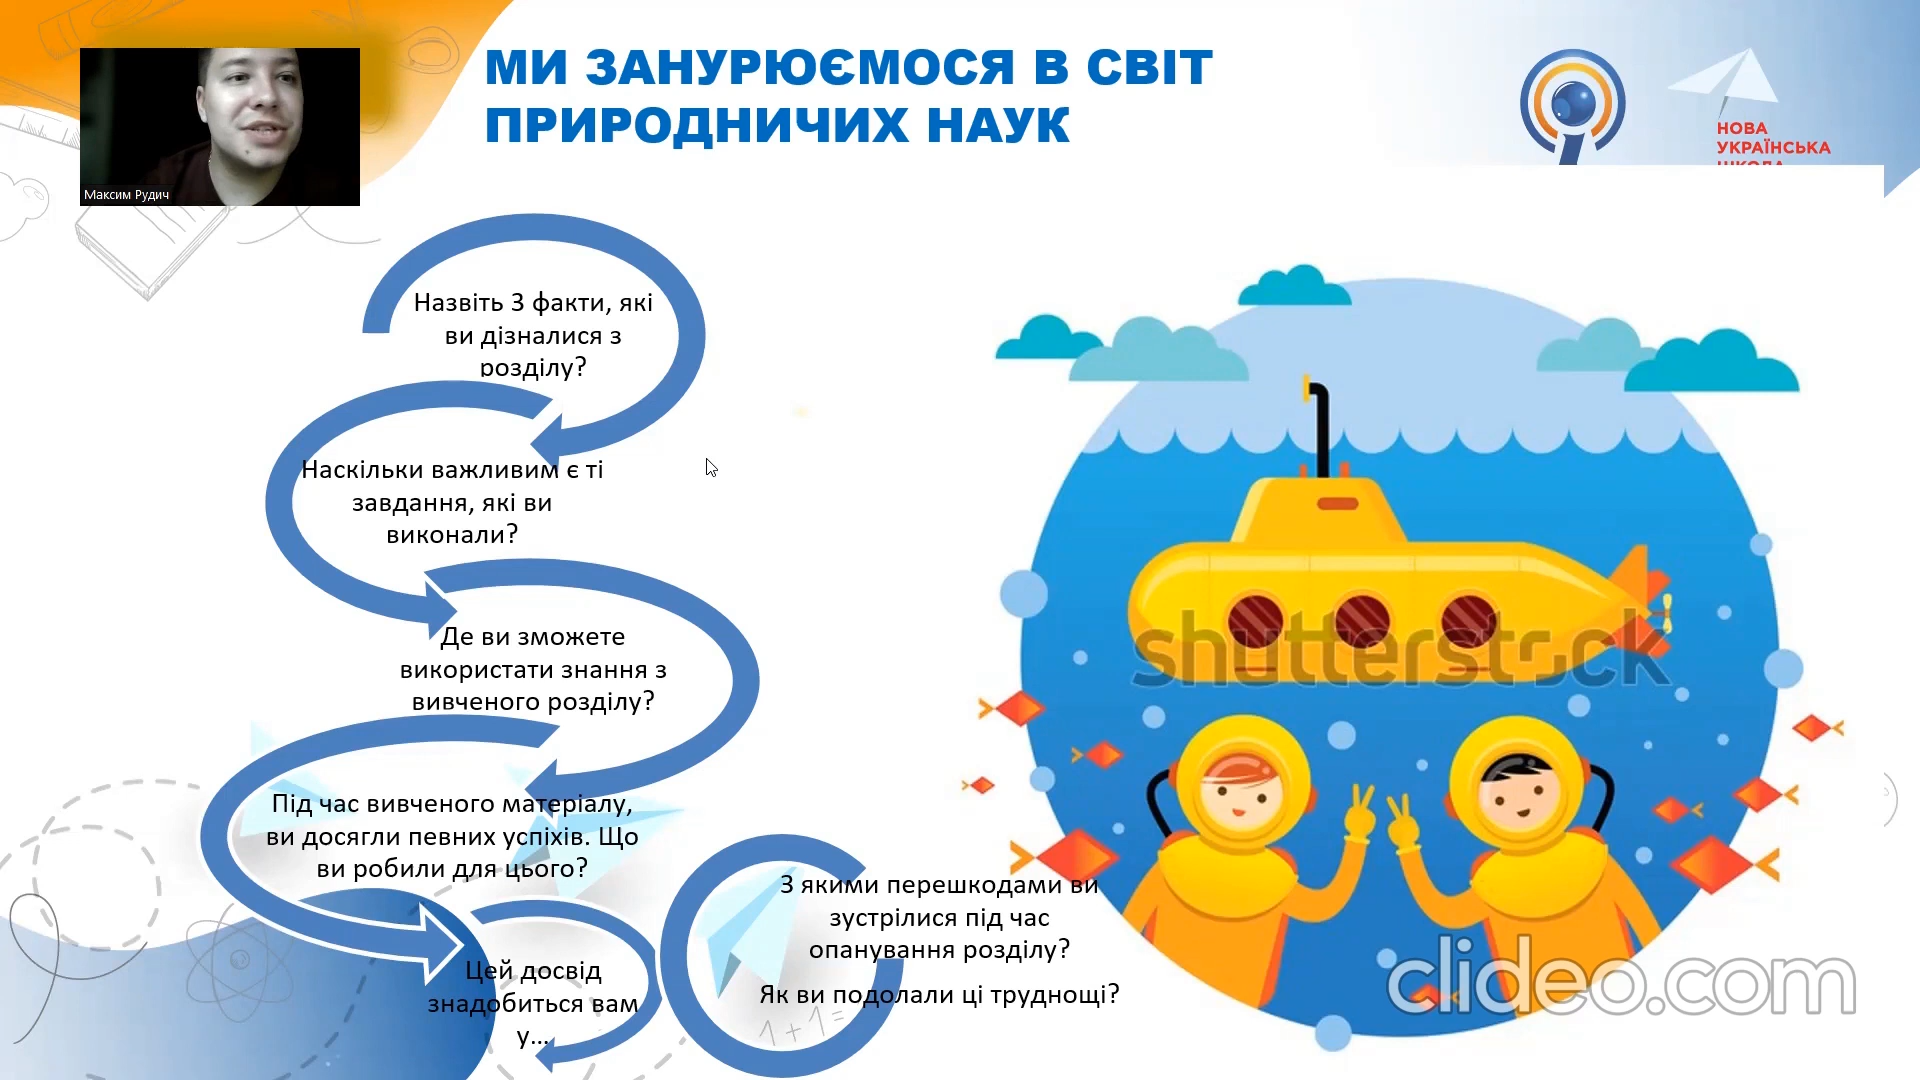 МИ ЗАНУРЮЄМОСЯ В СВІТ
ПРИРОДНИЧИХ НАУК
НОВА
УКРАЇНСЬКА
ШКОЛА
Максим Рудич
Назвіть 3 факти, які
ви дізналися з
розділу?
Наскільки важливим є ті
завдання, які ви
виконали?
Де ви зможете
використати знання з
вивченого розділу?
Під час вивченого матеріалу,
ви досягли певних успіхів. Що
ви робили для цього?
Цей досвід
знадобиться вам
у...
З якими перешкодами ви
зустрілися під час
опанування розділу?
Як ви подолали ці труднощі?
1+1=
shutterstock
clideo.com